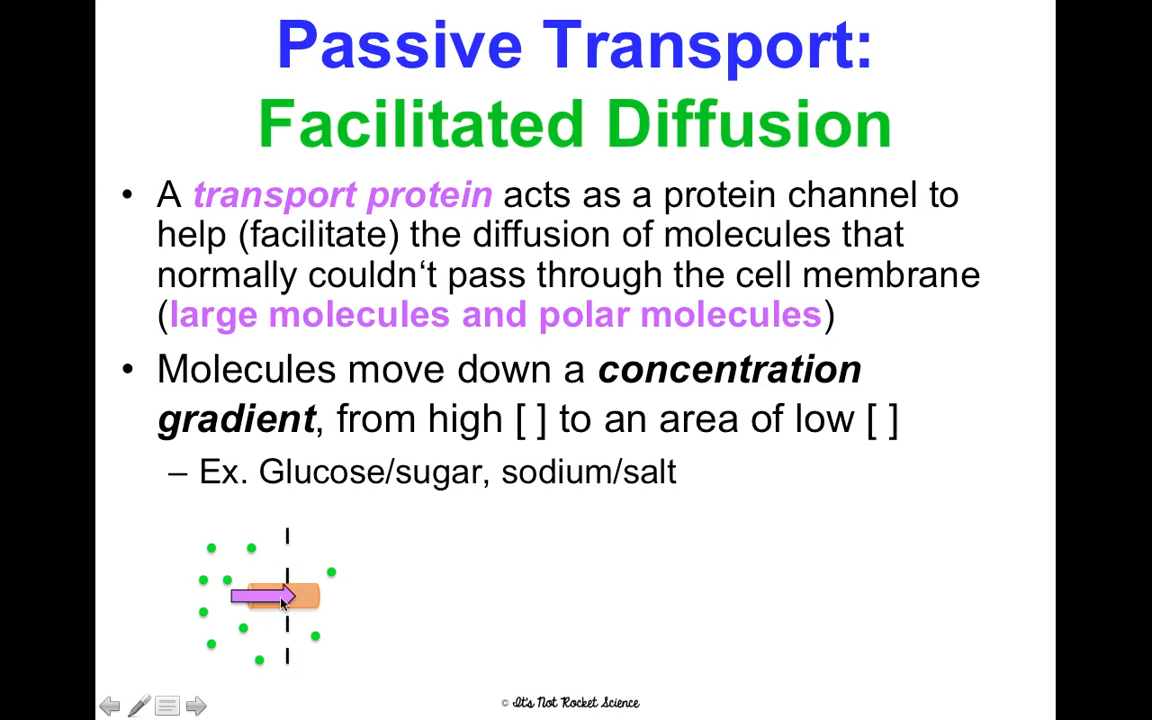 Passive Transport:
Facilitated Diffusion
• A transport protein acts as a protein channel to
help (facilitate) the diffusion of molecules that
normally couldn‘t pass through the cell membrane
(large molecules and polar molecules)
• Molecules move down a concentration
gradient, from high [ ] to an area of low [ ]
– Ex. Glucose/sugar, sodium/salt
© It's Not Rocket Science